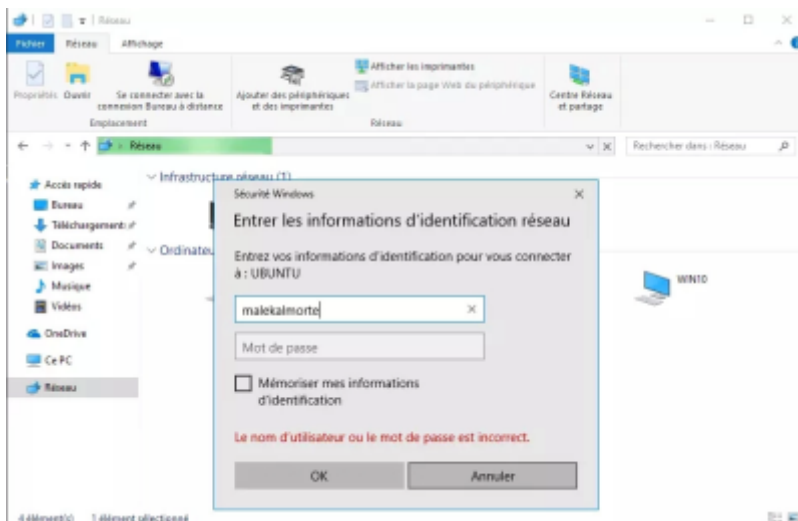 Réseau
Fichier Réseau Affichage
Propriétés Ouvrir Se connecter avec la connexion Bureau à distance
Ajouter des périphériques et des imprimantes
Afficher les imprimantes
Afficher la page Web du périphérique
Centre Réseau et partage
Emplacement Réseau
Réseau Rechercher dans : Réseau
Accès rapide
Bureau
Téléchargements
Documents
Images
Musique
Vidéos
OneDrive
Ce PC
Réseau
Infrastructure réseau (1)
Ordinateu
WIN10
Sécurité Windows
Entrer les informations d'identification réseau
Entrez vos informations d'identification pour vous connecter
à : UBUNTU
malekalmorte
Mot de passe
Mémoriser mes informations
d'identification
Le nom d'utilisateur ou le mot de passe est incorrect.
OK Annuler
4 élément(s) 1 élément sélectionné